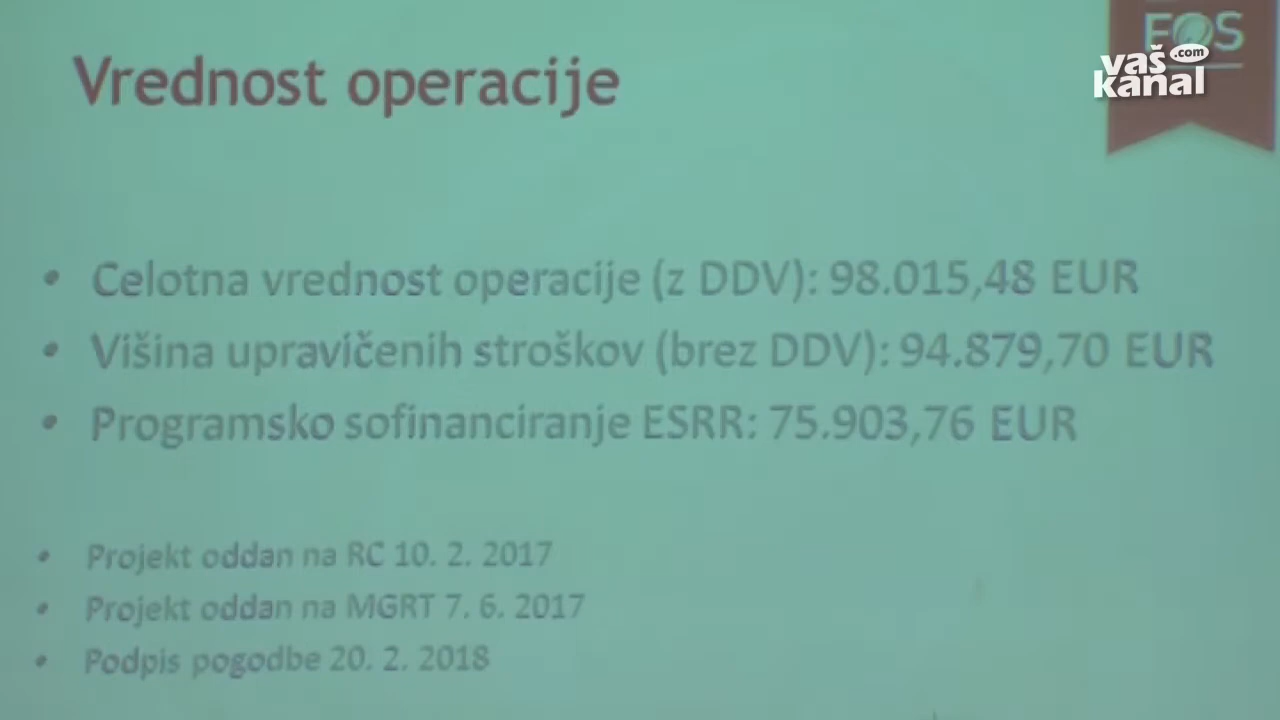 EOS
vaš .com
kanal
Vrednost operacije
• Celotna vrednost operacije (z DDV): 98.015,48 EUR
• Višina upravičenih stroškov (brez DDV): 94.879,70 EUR
• Programsko sofinanciranje ESRR: 75.903,76 EUR
• Projekt oddan na RC 10. 2. 2017
• Projekt oddan na MGRT 7. 6. 2017
• Podpis pogodbe 20. 2. 2018